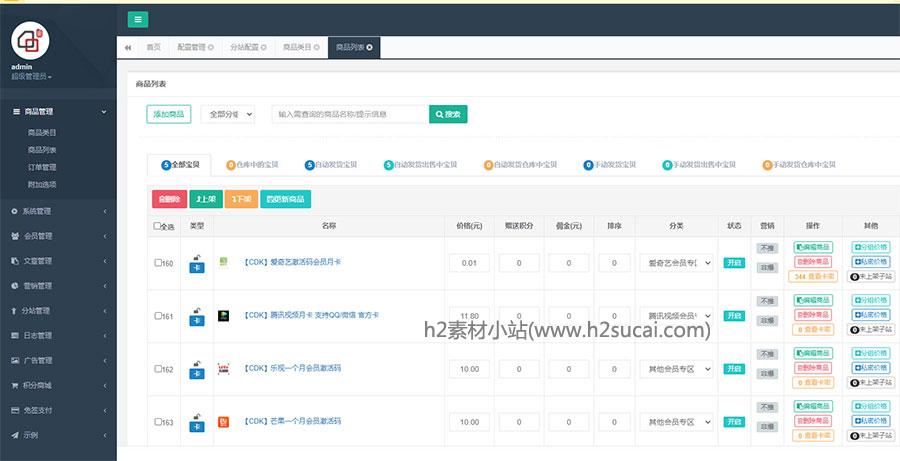 admin
超级管理员
商品管理
商品类目
商品列表
订单管理
附加选项
系统管理
会员管理
文章管理
营销管理
分站管理
日志管理
广告管理
积分商城
免签支付
示例
首页 配置管理 分站配置 商品类目 商品列表
商品列表
添加商品 全部分组 输入需查询的商品名称/提示信息 搜索
5 全部宝贝 0 仓库中的宝贝 5 自动发货宝贝 5 自动发货出售中宝贝 0 自动发货仓库中宝贝 0 手动发货宝贝 0 手动发货出售中宝贝 0 手动发货仓库中宝贝
删除 上架 下架 更新商品
全选 类型 名称 价格(元) 赠送积分 佣金(元) 排序 分类 状态 营销 操作 其他
160 卡 【CDK】爱奇艺激活码会员月卡 0.01 0 0 0 爱奇艺会员专区 开启 不推 非爆 编辑商品 删除商品 344 查看卡密 分组价格 私密价格 0 未上架子站
161 卡 【CDK】腾讯视频月卡 支持QQ/微信 官方卡 11.80 0 0 0 腾讯视频会员 开启 不推 非爆 编辑商品 删除商品 0 查看卡密 分组价格 私密价格 0 未上架子站
h2素材小站(www.h2sucai.com)
162 卡 【CDK】乐视一个月会员激活码 10.00 0 0 0 其他会员专区 开启 不推 非爆 编辑商品 删除商品 0 查看卡密 分组价格 私密价格 0 未上架子站
163 卡 【CDK】芒果一个月会员激活码 10.00 0 0 0 其他会员专区 开启 不推 非爆 编辑商品 删除商品 0 查看卡密 分组价格 私密价格 0 未上架子站